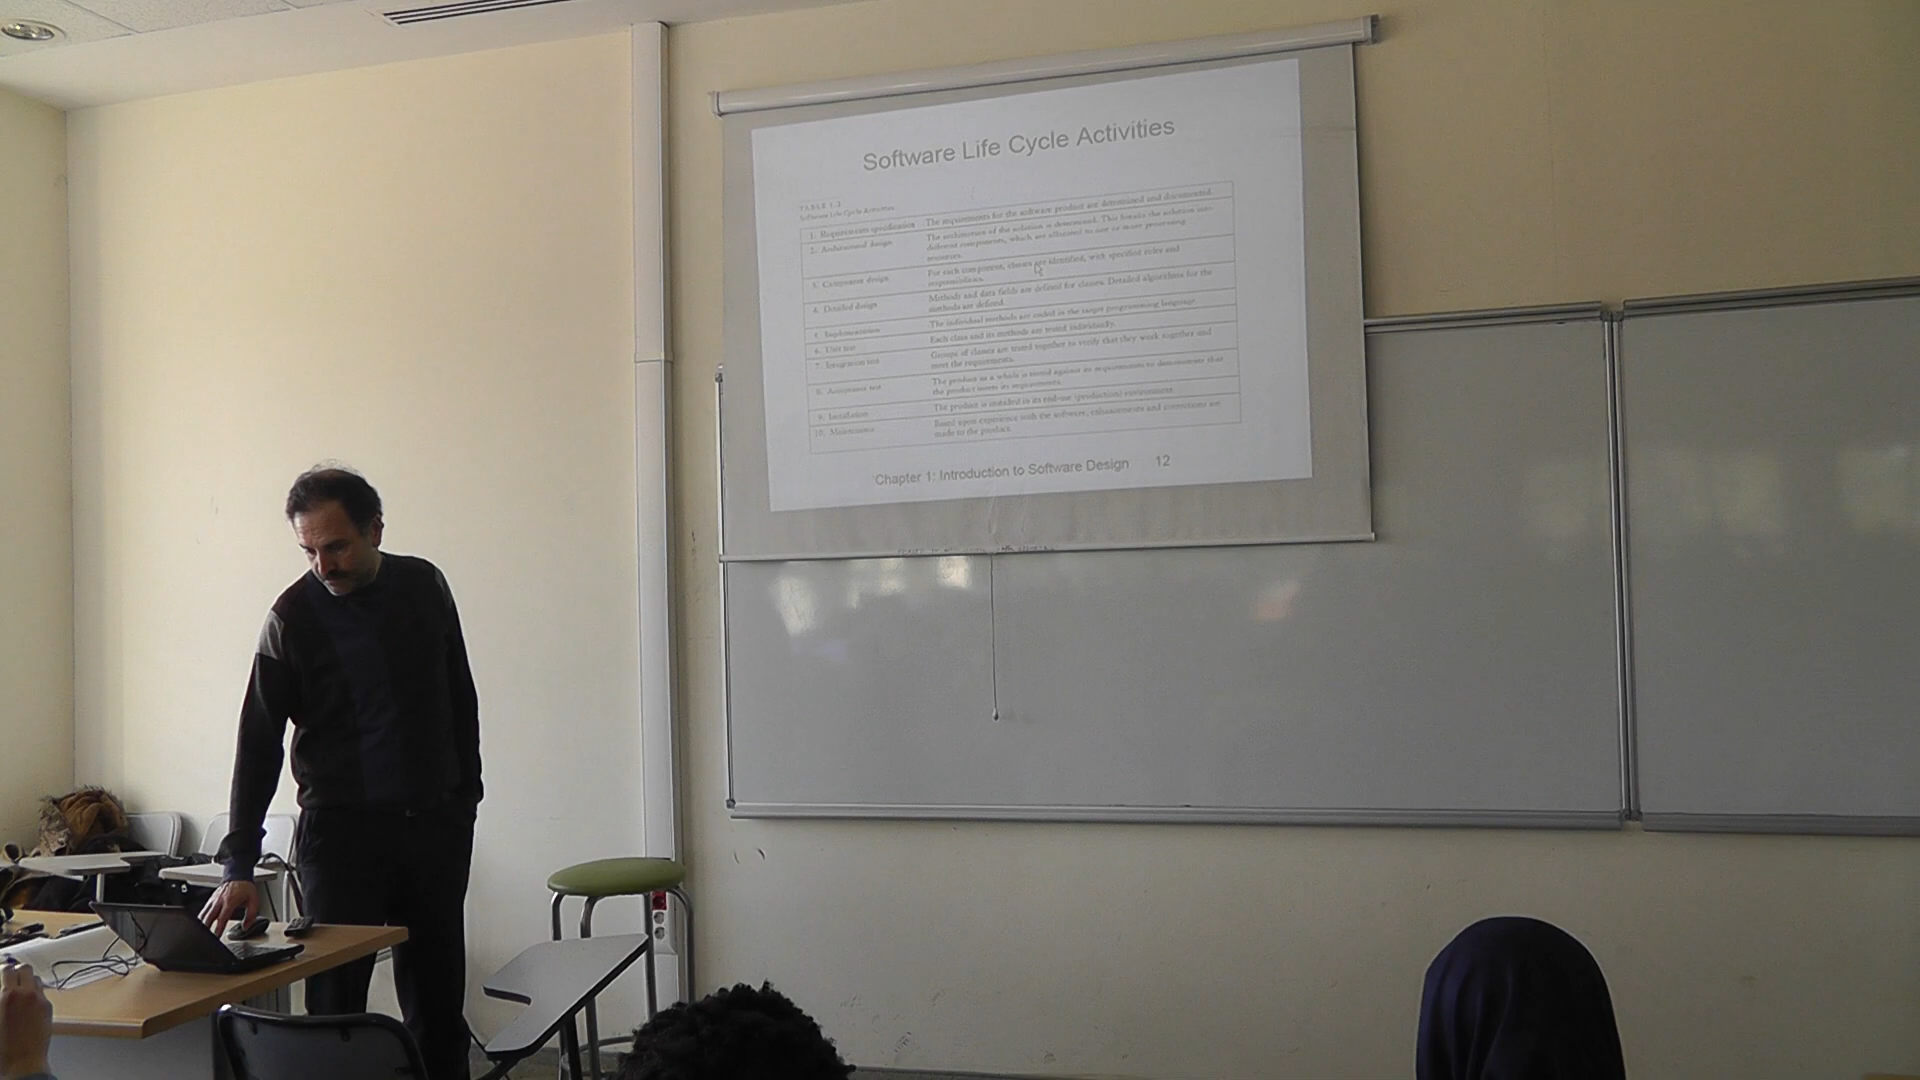 Software Life Cycle Activities
TABLE 1.2
Software Life Cycle Activities
1. Requirements specification The requirements for the software product are determined and documented.
2. Architectural design The architecture of the solution is determined. This breaks the solution into
different components, which are allocated to one or more processing
resources.
3. Component design For each component, classes are identified, with specified roles and
responsibilities.
4. Detailed design Methods and data fields are defined for classes. Detailed algorithms for the
methods are defined.
5. Implementation The individual methods are coded in the target programming language.
6. Unit test Each class and its methods are tested individually.
7. Integration test Groups of classes are tested together to verify that they work together and
meet the requirements.
8. Acceptance test The product as a whole is tested against its requirements to demonstrate that
the product meets its requirements.
9. Installation The product is installed in its end-use (production) environment.
10. Maintenance Based upon experience with the software, enhancements and corrections are
made to the product.
Chapter 1: Introduction to Software Design 12